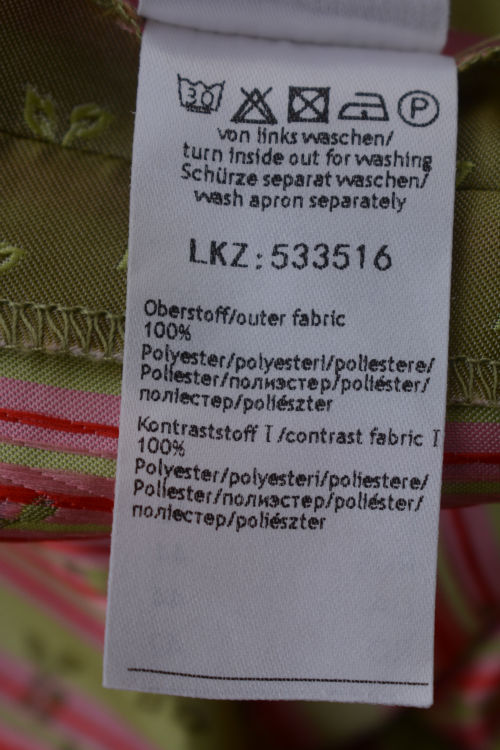 30 P
von links waschen/
turn inside out for washing
Schürze separat waschen/
wash apron separately
LKZ: 533516
Oberstoff/outer fabric
100%
Polyester/polyesteri/poliestere/
Poliester/полиэстер/poliéster/
поліестер/poliészter
Kontraststoff I /contrast fabric I
100%
Polyester/polyesteri/poliestere/
Poliester/полиэстер/poliéster/
поліестер/poliészter